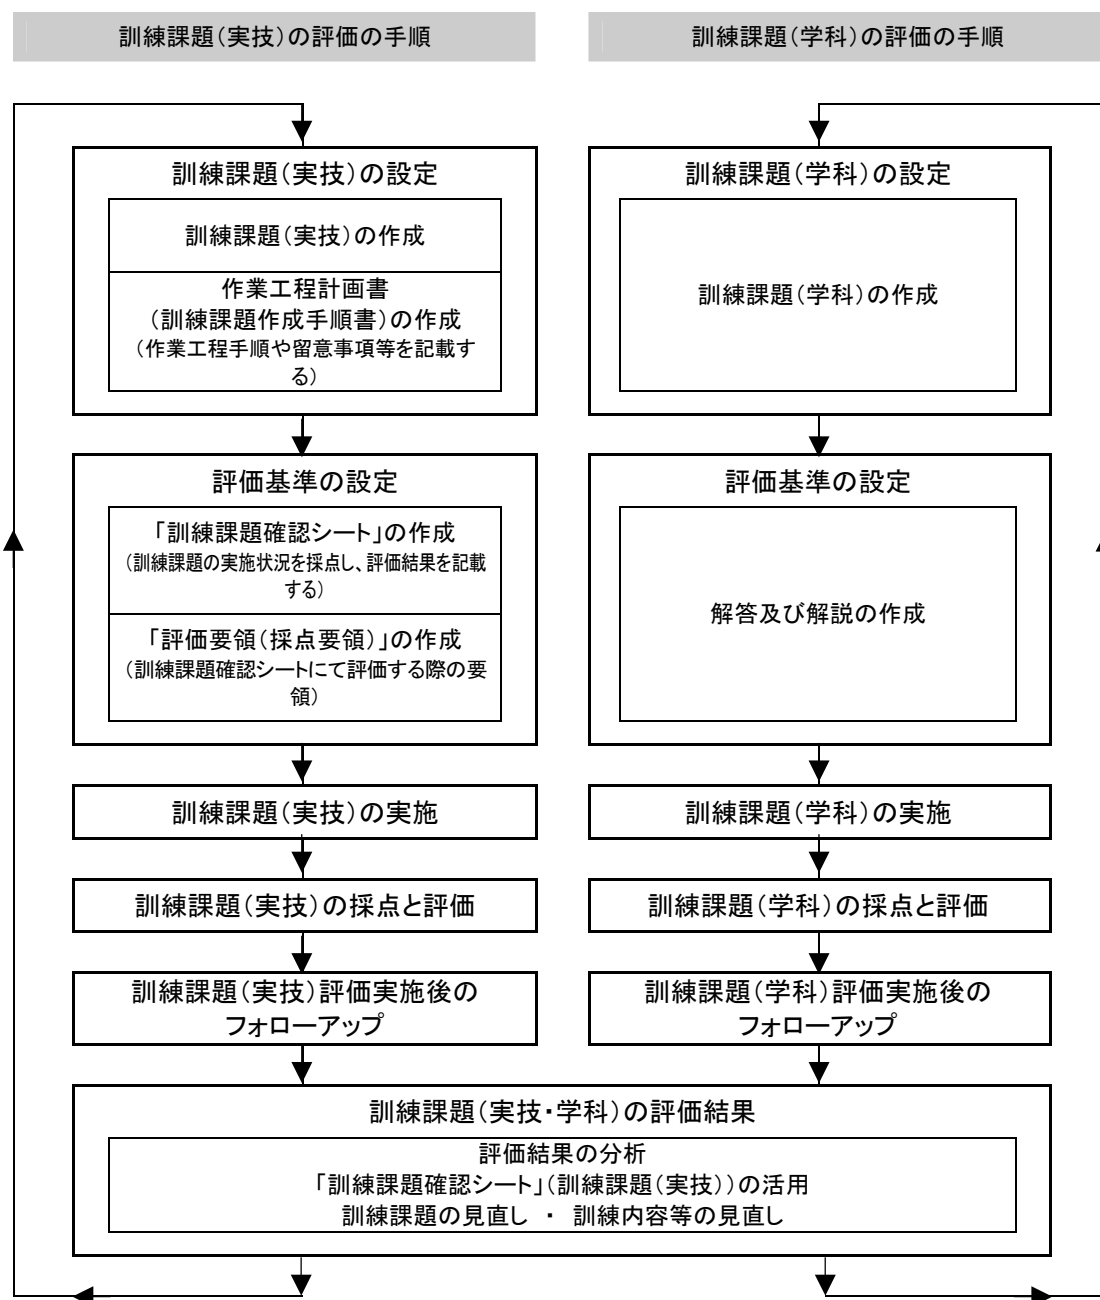 訓練課題(実技)の評価の手順
訓練課題(実技)の設定
訓練課題(実技)の作成
作業工程計画書
(訓練課題作成手順書)の作成
(作業工程手順や留意事項等を記載す
る)
評価基準の設定
「訓練課題確認シート」の作成
(訓練課題の実施状況を採点し、評価結果を記載
する)
「評価要領(採点要領)」の作成
(訓練課題確認シートにて評価する際の要
領)
訓練課題(実技)の実施
訓練課題(実技)の採点と評価
訓練課題(実技)評価実施後の
フォローアップ
訓練課題(学科)の評価の手順
訓練課題(学科)の設定
訓練課題(学科)の作成
評価基準の設定
解答及び解説の作成
訓練課題(学科)の実施
訓練課題(学科)の採点と評価
訓練課題(学科)評価実施後の
フォローアップ
訓練課題(実技・学科)の評価結果
評価結果の分析
「訓練課題確認シート」(訓練課題(実技))の活用
訓練課題の見直し ・ 訓練内容等の見直し